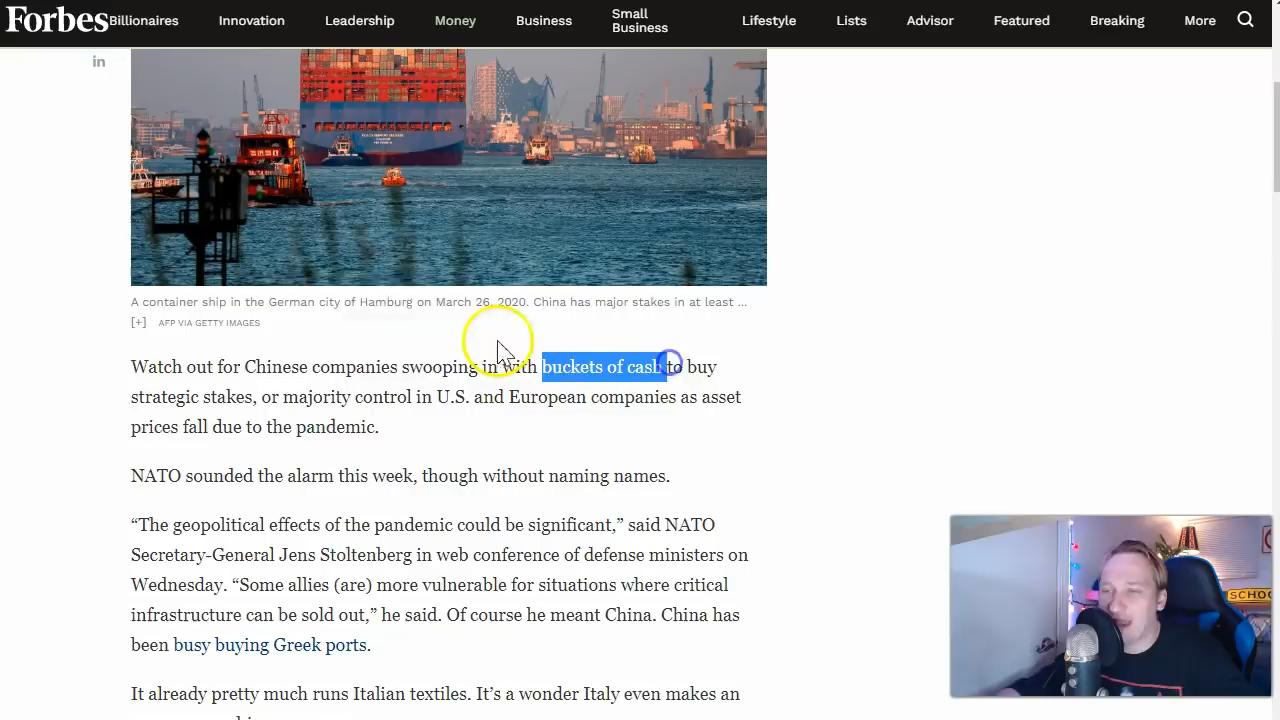 Forbes
Billionaires
Innovation
Leadership
Money
Business
Small
Business
Lifestyle
Lists
Advisor
Featured
Breaking
More
in
A container ship in the German city of Hamburg on March 26, 2020. China has major stakes in at least ...
[+] AFP VIA GETTY IMAGES
Watch out for Chinese companies swooping in with buckets of cash to buy
strategic stakes, or majority control in U.S. and European companies as asset
prices fall due to the pandemic.
NATO sounded the alarm this week, though without naming names.
“The geopolitical effects of the pandemic could be significant,” said NATO
Secretary-General Jens Stoltenberg in web conference of defense ministers on
Wednesday. “Some allies (are) more vulnerable for situations where critical
infrastructure can be sold out,” he said. Of course he meant China. China has
been busy buying Greek ports.
It already pretty much runs Italian textiles. It’s a wonder Italy even makes an
SCHOO